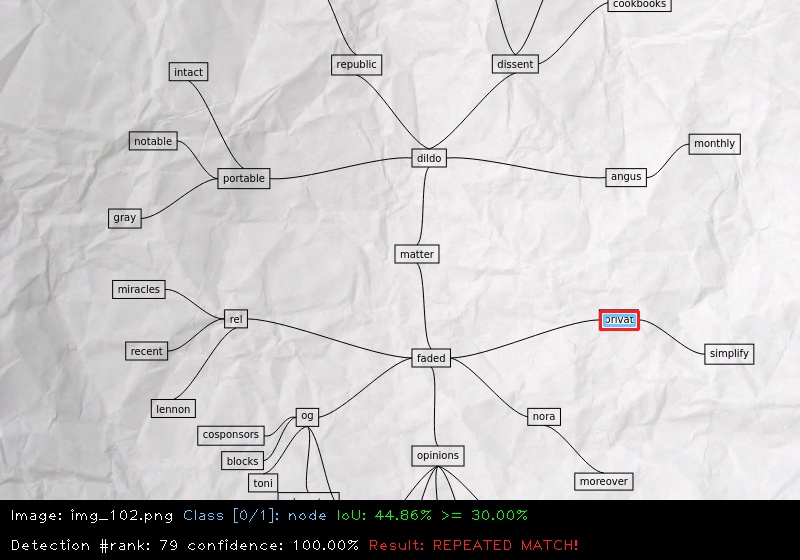 cookbooks
republic
dissent
intact
notable
dildo
monthly
portable
angus
gray
matter
miracles
rel
privat
recent
faded
simplify
lennon
og
nora
cosponsors
opinions
blocks
toni
moreover
Image: img_102.png Class [0/1]: node IoU: 44.86% >= 30.00%
Detection #rank: 79 confidence: 100.00% Result: REPEATED MATCH!